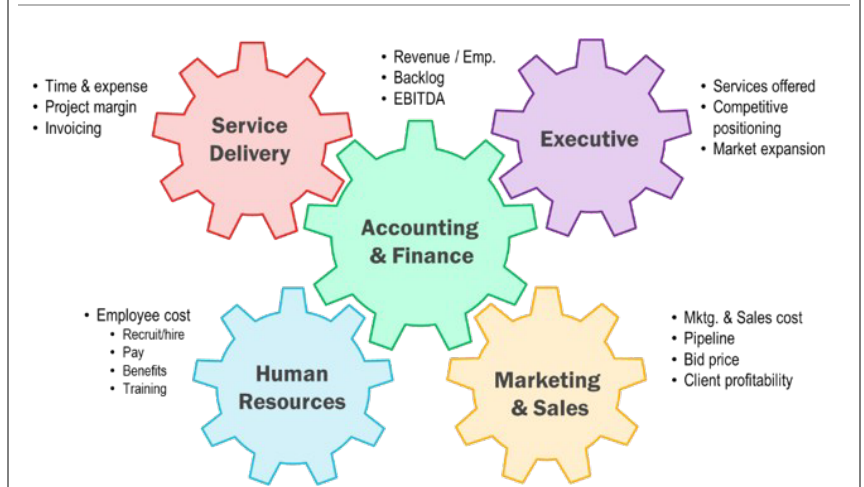 • Time & expense
• Project margin
• Invoicing
Service
Delivery
• Revenue / Emp.
• Backlog
• EBITDA
Executive
• Services offered
• Competitive
positioning
• Market expansion
Accounting
& Finance
• Employee cost
• Recruit/hire
• Pay
• Benefits
• Training
Human
Resources
Marketing
& Sales
• Mktg. & Sales cost
• Pipeline
• Bid price
• Client profitability